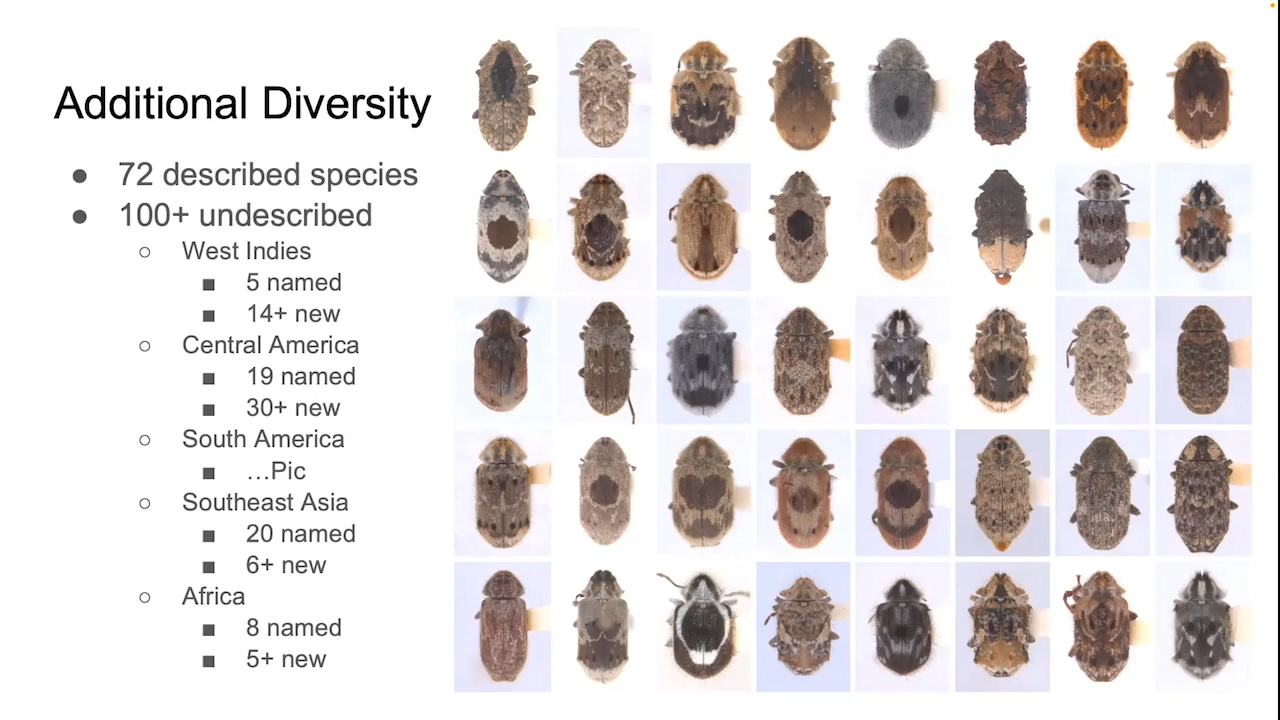 Additional Diversity
● 72 described species
● 100+ undescribed
○ West Indies
■ 5 named
■ 14+ new
○ Central America
■ 19 named
■ 30+ new
○ South America
■ …Pic
○ Southeast Asia
■ 20 named
■ 6+ new
○ Africa
■ 8 named
■ 5+ new